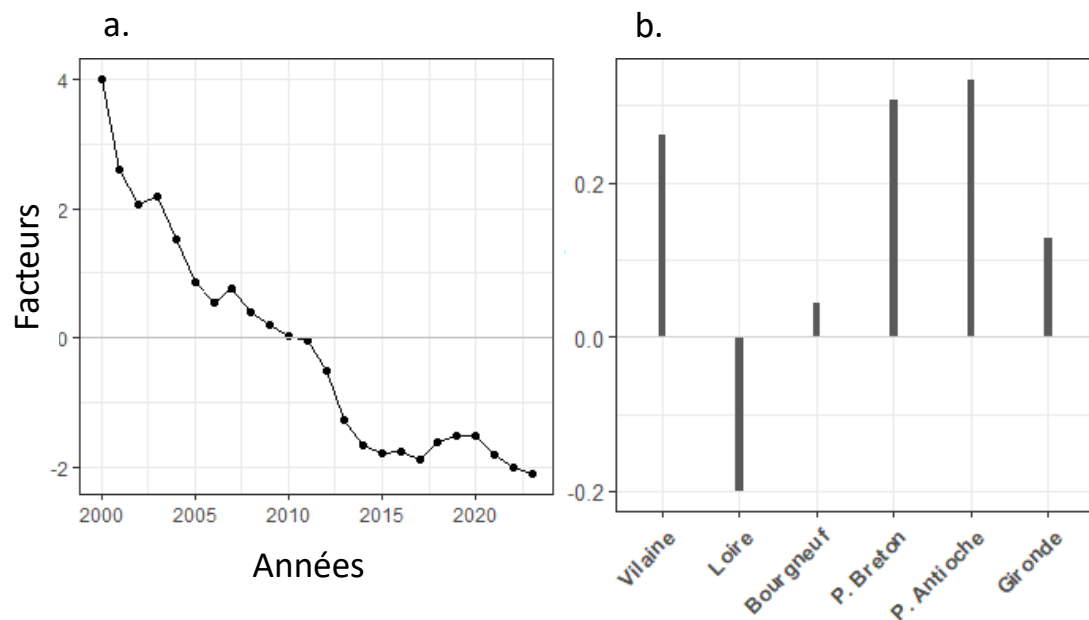 a.
b.
Facteurs
4
2
0
-2
2000
2005
2010
2015
2020
Années
0.2
0.0
-0.2
Vilaine
Loire
Bourgneuf
P. Breton
P. Antioche
Gironde